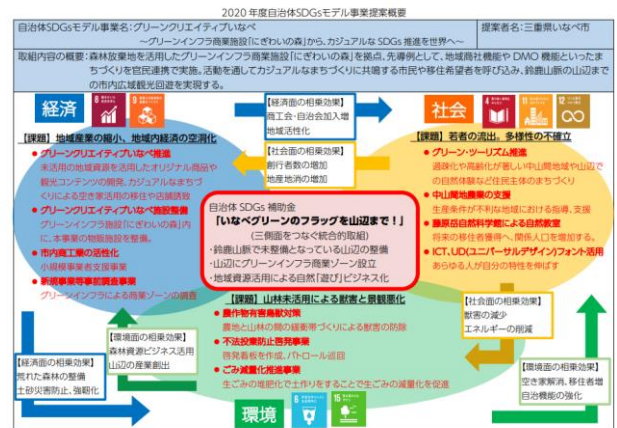 2020年度自治体SDGsモデル事業提案概要
自治体SDGsモデル事業名:グリーンクリエイティブいなべ
~グリーンインフラ商業施設「にぎわいの森」から、カジュアルなSDGs推進を世界へ~
提案者名:三重県いなべ市
取組内容の概要:森林放棄地を活用したグリーンインフラ商業施設「にぎわいの森」を拠点、先導例として、地域商社機能やDMO機能といったま
ちづくりを官民連携で実施。活動を通してカジュアルなまちづくりに共鳴する市民や移住希望者を呼び込み、鈴鹿山脈の山辺まで
の市内広域観光回遊を実現する。
経済
8
9
【経済面の相乗効果】
商工会・自治会加入増
地域活性化
社会
4
11
12
【課題】地域産業の縮小、地域内経済の空洞化
● グリーンクリエイティブいなべ推進
未活用の地域資源を活用したオリジナル商品や
観光コンテンツの開発、カジュアルなまちづ
くりによる空き家活用の移住や店舗誘致
● グリーンクリエイティブいなべ施設整備
グリーンインフラ施設「にぎわいの森」内
に、本事業の物販施設を整備。
● 市内商工業の活性化
小規模事業者支援事業
● 新規事業等事前調査事業
グリーンインフラによる商業ゾーンの調査
【社会面の相乗効果】
創行者数の増加
地産地消の増加
【課題】若者の流出。多様性の不確立
● グリーン・ツーリズム推進
過疎化や高齢化が著しい中山間地域や山辺で
の自然体験など住民主体のまちづくり
● 中山間地農業の支援
生産条件が不利な地域における指導、支援
● 藤原岳自然科学館による自然教室
将来の移住者獲得へ、関係人口を増加する。
● ICT、UD(ユニバーサルデザイン)フォント活用
あらゆる人が自分の特性を伸ばす
自治体SDGs補助金
「いなべグリーンのフラッグを山辺まで!」
(三側面をつなぐ統合的取組)
・鈴鹿山脈で未整備となっている山辺の整備
・山辺にグリーンインフラ商業ゾーン設立
・地域資源活用による自然「遊び」ビジネス化
【課題】山林未活用による獣害と景観悪化
● 農作物有害鳥獣対策
農地と山林の間の緩衝帯づくりによる獣害の防除
● 不法投棄防止啓発事業
啓発看板を作成、パトロール巡回
● ごみ減量化推進事業
生ごみの堆肥化で土作りをすることで生ごみの減量化を促進
【環境面の相乗効果】
森林資源ビジネス活用
山辺の産業創出
【経済面の相乗効果】
荒れた森林の整備
土砂災害防止、強靭化
【社会面の相乗効果】
獣害の減少
エネルギーの削減
【環境面の相乗効果】
空き家解消、移住者増
自治機能の強化
環境
6
15